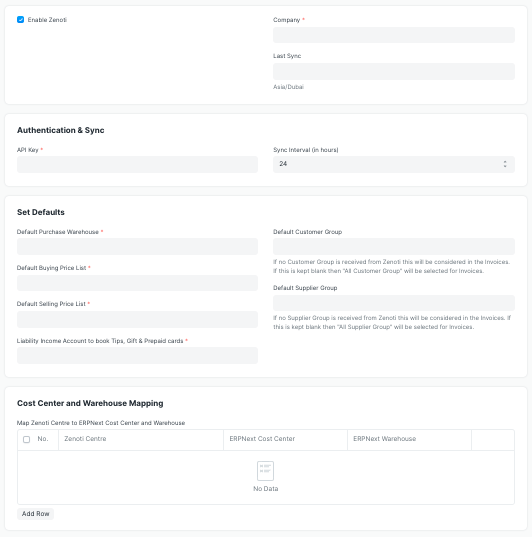 Enable Zenoti
Company *
Last Sync
Asia/Dubai
Authentication & Sync
API Key *
Sync Interval (in hours)
24
Set Defaults
Default Purchase Warehouse *
Default Buying Price List *
Default Selling Price List *
Liability Income Account to book Tips, Gift & Prepaid cards *
Default Customer Group
If no Customer Group is received from Zenoti this will be considered in the Invoices.
If this is kept blank then "All Customer Group" will be selected for Invoices.
Default Supplier Group
If no Supplier Group is received from Zenoti this will be considered in the Invoices. If
this is kept blank then "All Supplier Group" will be selected for Invoices.
Cost Center and Warehouse Mapping
Map Zenoti Centre to ERPNext Cost Center and Warehouse
No. Zenoti Centre ERPNext Cost Center ERPNext Warehouse
No Data
Add Row